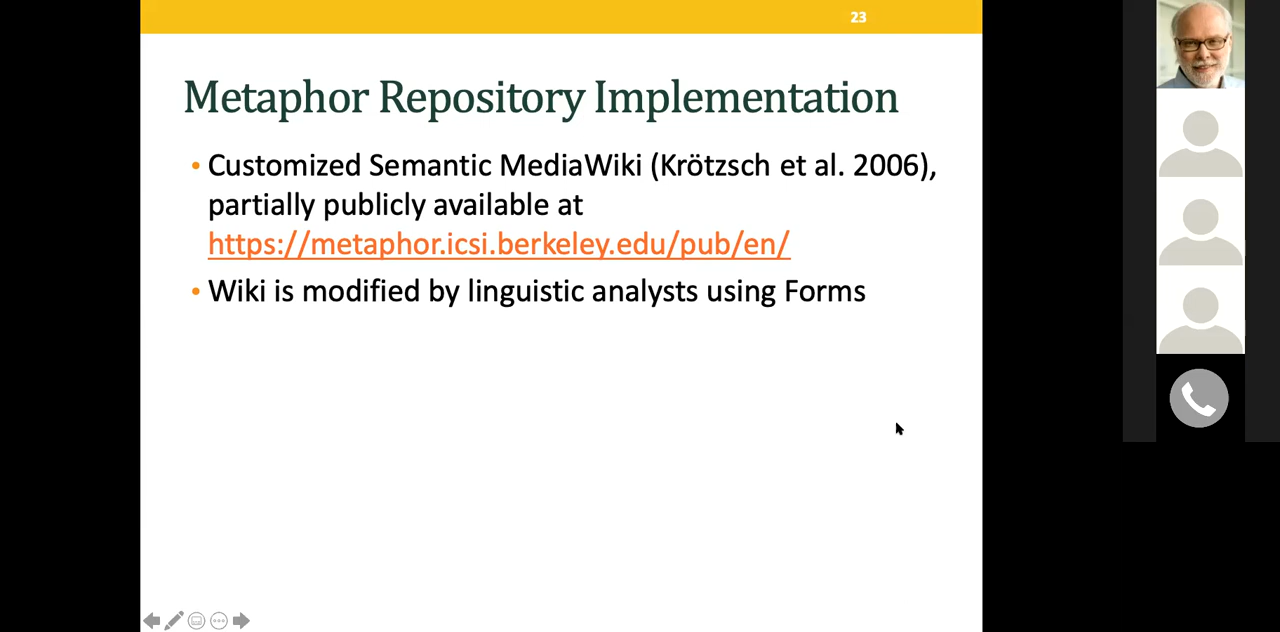 23
Metaphor Repository Implementation
• Customized Semantic MediaWiki (Krötzsch et al. 2006),
partially publicly available at
https://metaphor.icsi.berkeley.edu/pub/en/
• Wiki is modified by linguistic analysts using Forms